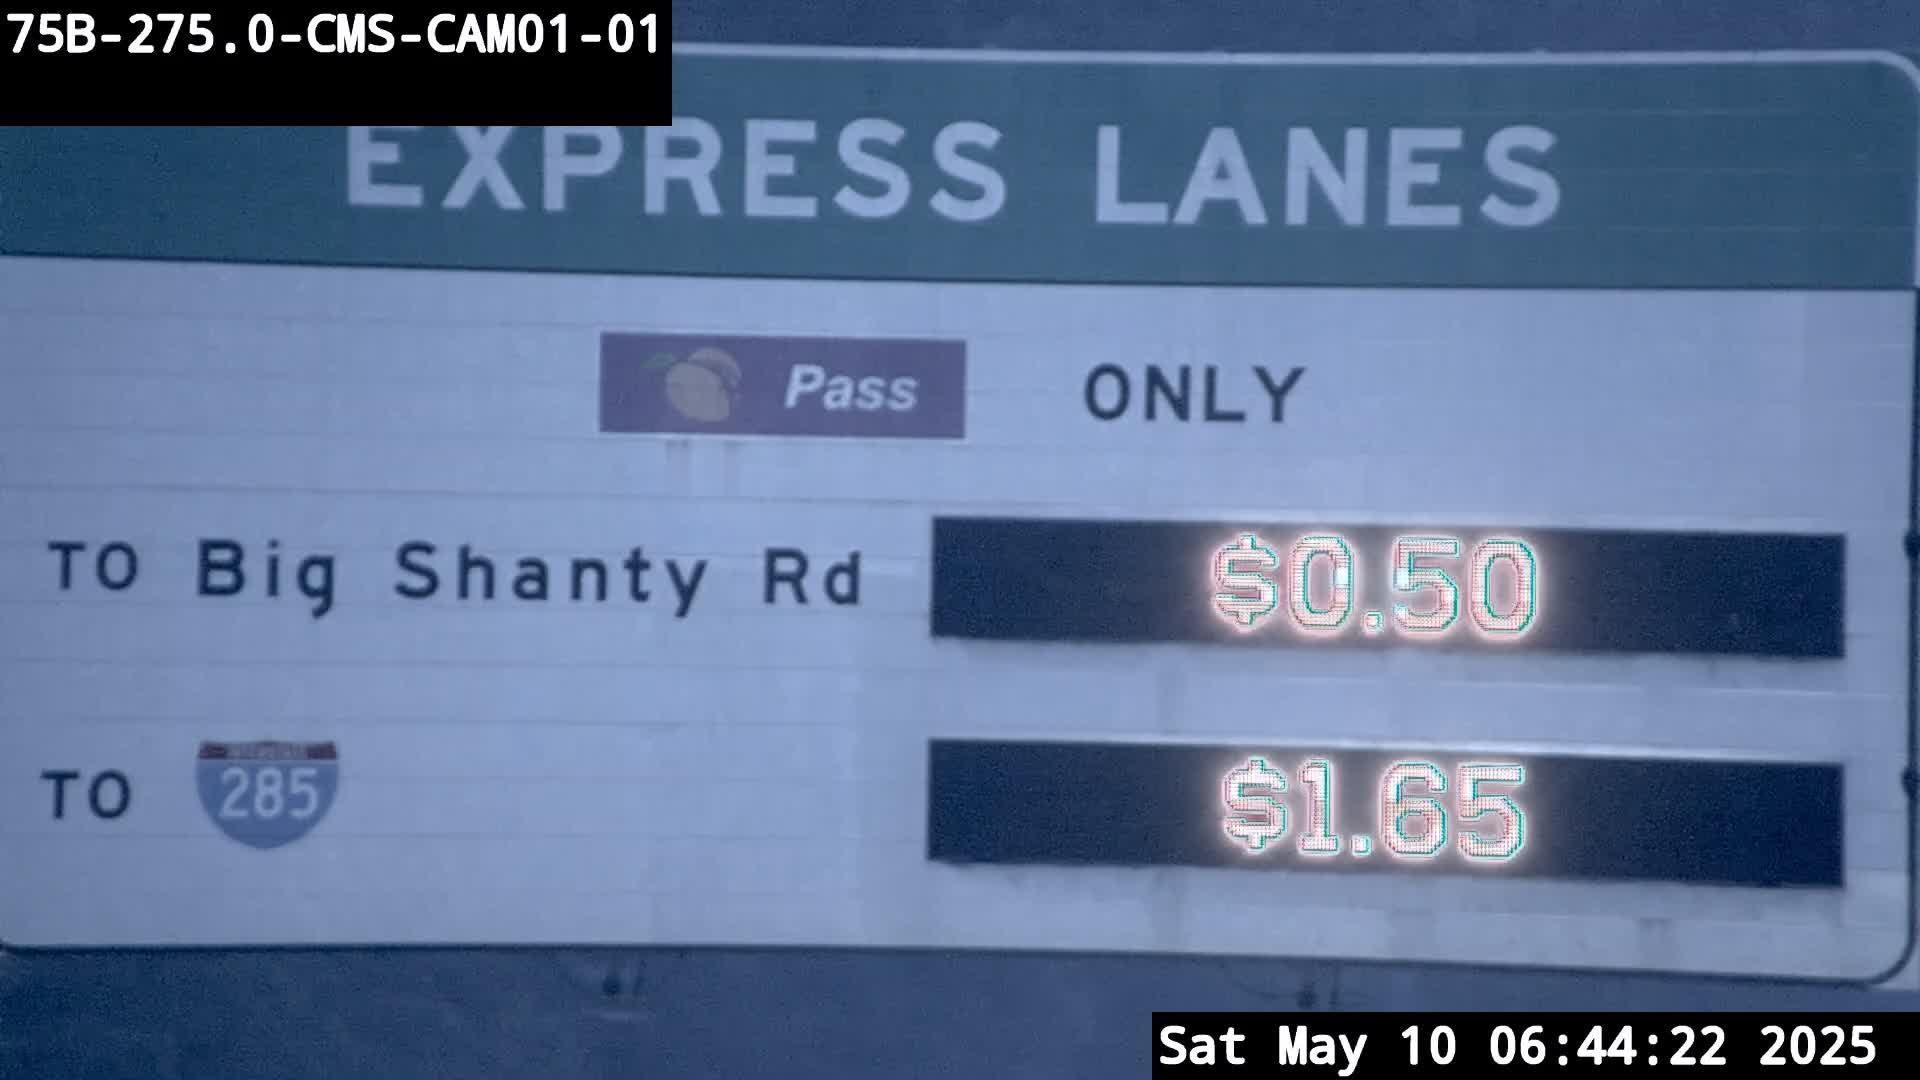 75B-275.0-CMS-CAM01-01
EXPRESS LANES
Pass ONLY
TO Big Shanty Rd $0.50
TO 285 $1.65
Sat May 10 06:44:22 2025